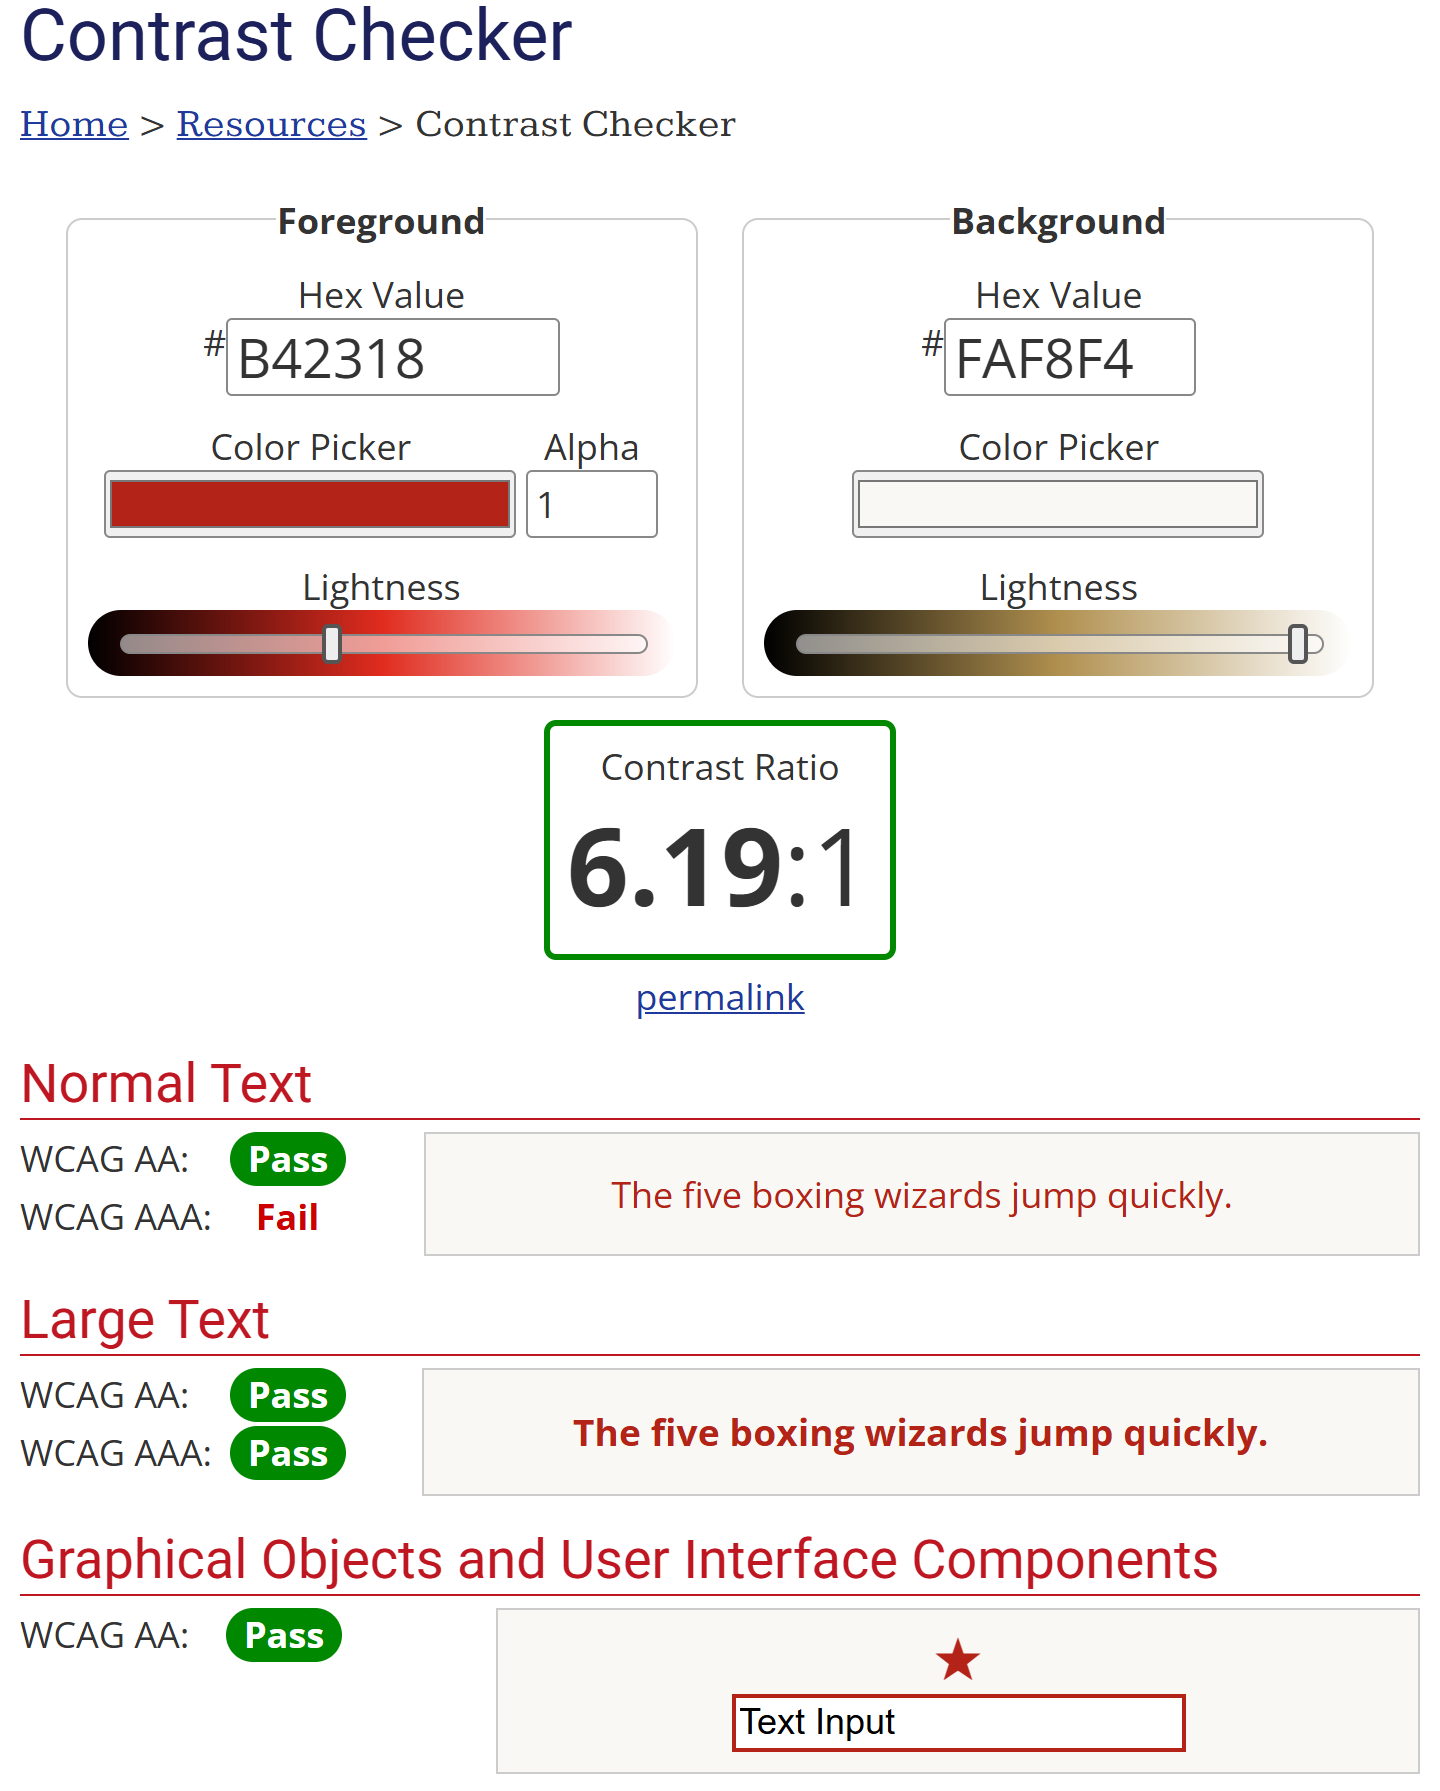 Contrast Checker
Home > Resources > Contrast Checker
Foreground
Hex Value
# B42318
Color Picker Alpha
1
Lightness
Background
Hex Value
# FAF8F4
Color Picker
Lightness
Contrast Ratio
6.19:1
permalink
Normal Text
WCAG AA: Pass
WCAG AAA: Fail
The five boxing wizards jump quickly.
Large Text
WCAG AA: Pass
WCAG AAA: Pass
The five boxing wizards jump quickly.
Graphical Objects and User Interface Components
WCAG AA: Pass
Text Input